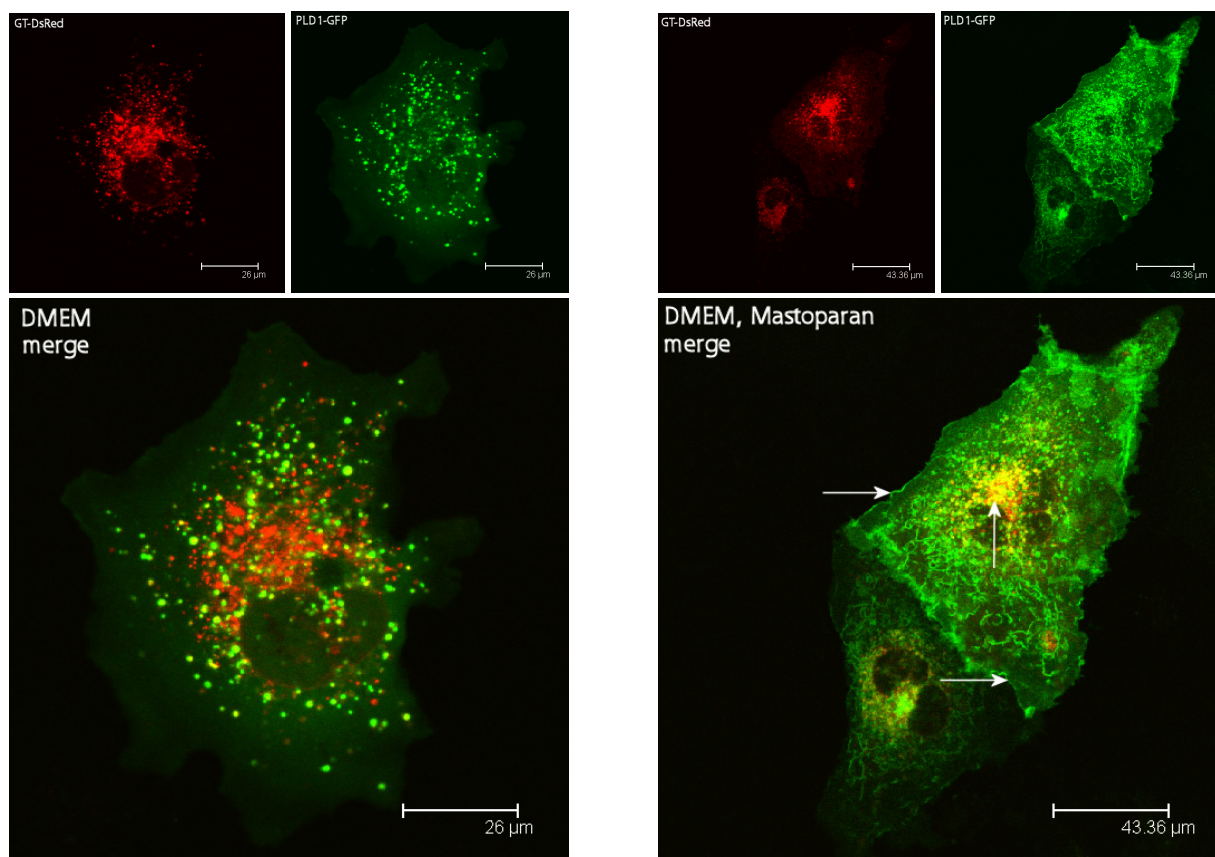 GT-DsRed
PLD1-GFP
26 µm
26 µm
DMEM
merge
26 µm
GT-DsRed
PLD1-GFP
43.36 µm
43.36 µm
DMEM, Mastoparan
merge
43.36 µm